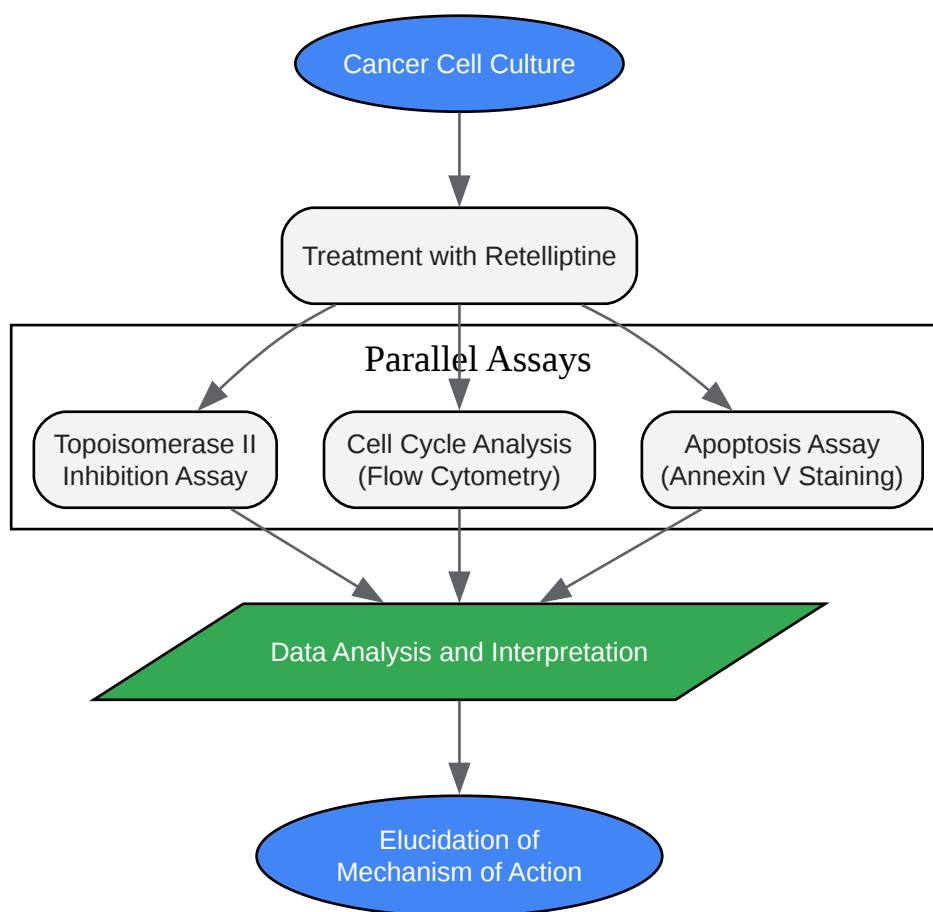 Cancer Cell Culture
Treatment with Retelliptine
Parallel Assays
Topoisomerase II
Inhibition Assay
Cell Cycle Analysis
(Flow Cytometry)
Apoptosis Assay
(Annexin V Staining)
Data Analysis and Interpretation
Elucidation of
Mechanism of Action